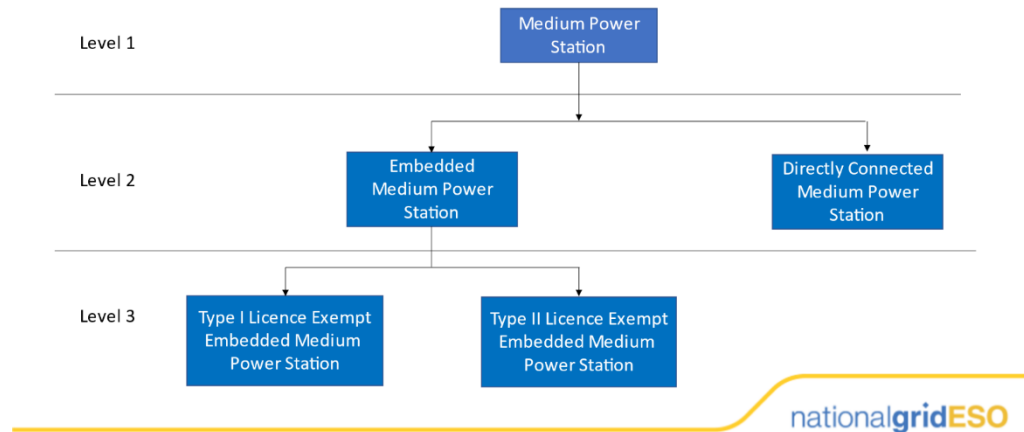 Level 1
Medium Power
Station
Level 2
Embedded
Medium Power
Station
Directly Connected
Medium Power
Station
Level 3
Type I Licence Exempt
Embedded Medium
Power Station
Type II Licence Exempt
Embedded Medium
Power Station
nationalgridESO